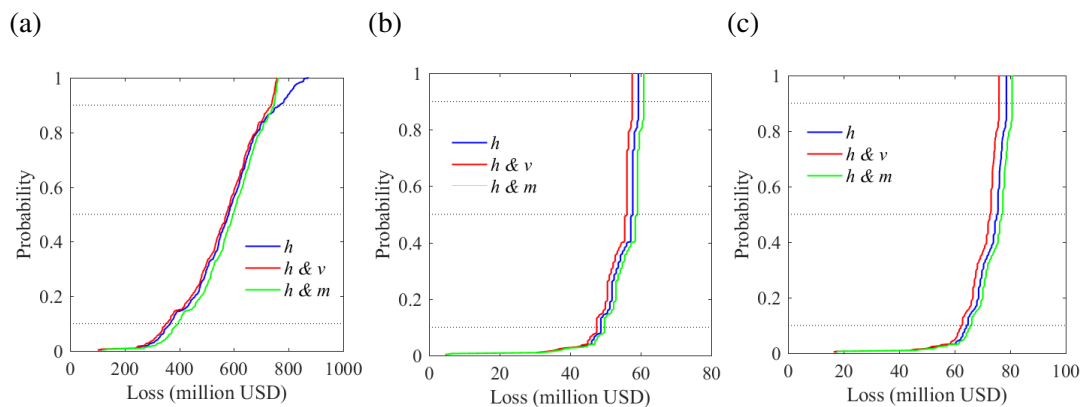 (a)
(b)
(c)
1
0.8
0.6
0.4
0.2
0
Probability
h
h & v
h & m
0 200 400 600 800 1000
Loss (million USD)
1
0.8
0.6
0.4
0.2
0
Probability
h
h & v
h & m
0 20 40 60 80
Loss (million USD)
1
0.8
0.6
0.4
0.2
0
Probability
h
h & v
h & m
0 20 40 60 80 100
Loss (million USD)